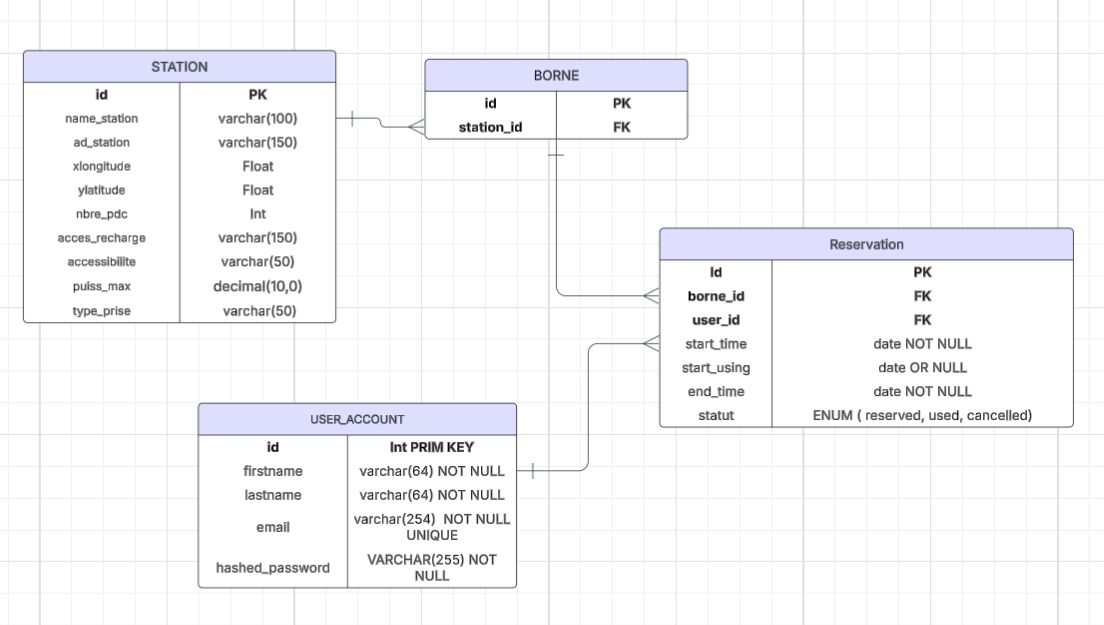 STATION
id PK
name_station varchar(100)
ad_station varchar(150)
xlongitude Float
ylatitude Float
nbre_pdc Int
acces_recharge varchar(150)
accessibilite varchar(50)
puiss_max decimal(10,0)
type_prise varchar(50)
BORNE
id PK
station_id FK
Reservation
Id PK
borne_id FK
user_id FK
start_time date NOT NULL
start_using date OR NULL
end_time date NOT NULL
statut ENUM ( reserved, used, cancelled)
USER_ACCOUNT
id Int PRIM KEY
firstname varchar(64) NOT NULL
lastname varchar(64) NOT NULL
email varchar(254) NOT NULL
UNIQUE
hashed_password VARCHAR(255) NOT
NULL